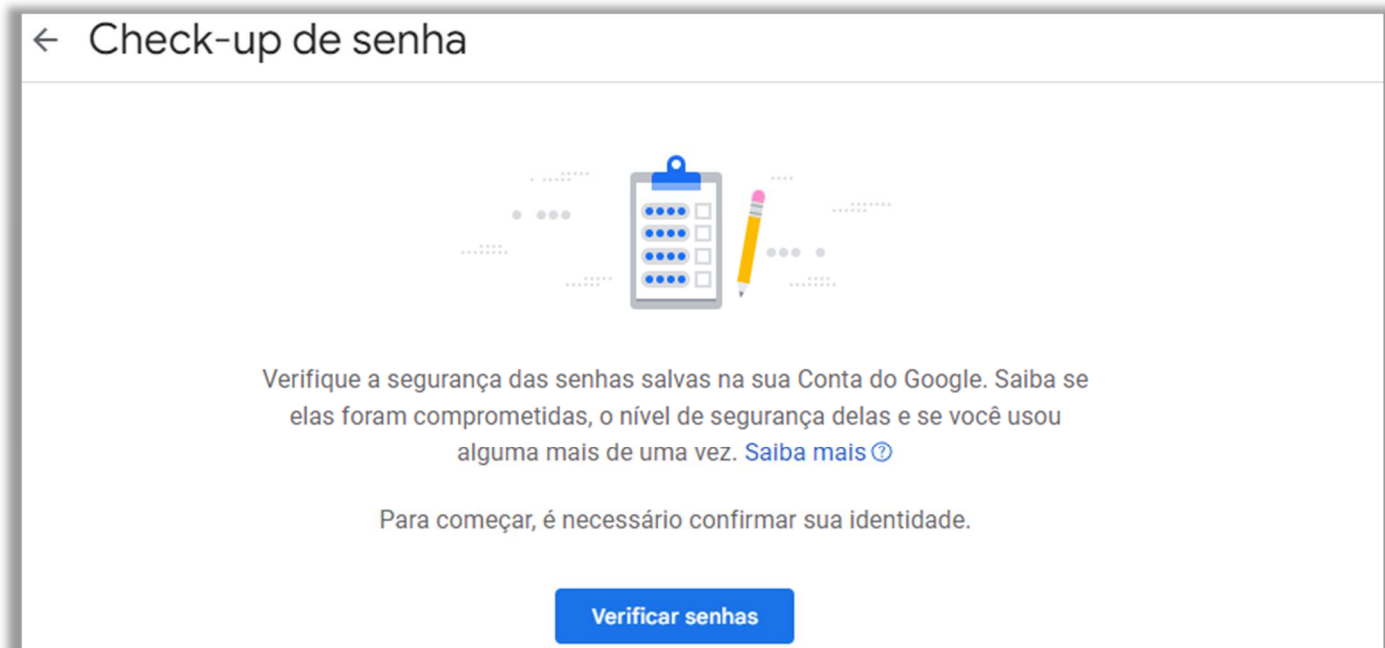 Check-up de senha
Verifique a segurança das senhas salvas na sua Conta do Google. Saiba se
elas foram comprometidas, o nível de segurança delas e se você usou
alguma mais de uma vez. Saiba mais
Para começar, é necessário confirmar sua identidade.
Verificar senhas